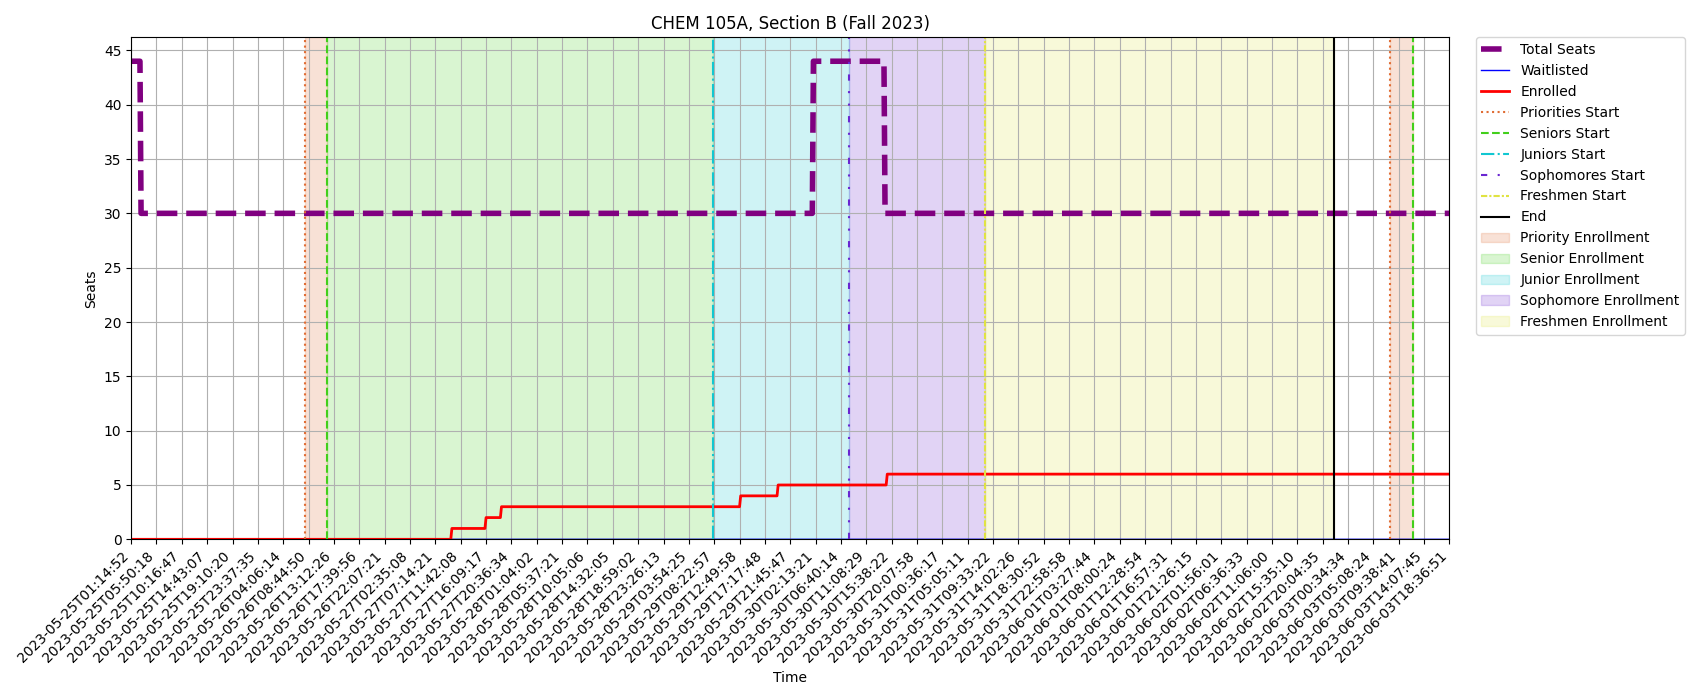 CHEM 105A, Section B (Fall 2023)
Seats
45
40
35
30
25
20
15
10
5
0
2023-05-25T01:14:52
2023-05-25T05:50:18
2023-05-25T10:16:47
2023-05-25T14:43:07
2023-05-25T19:10:20
2023-05-25T23:37:35
2023-05-26T04:06:14
2023-05-26T08:44:50
2023-05-26T13:12:26
2023-05-26T17:39:56
2023-05-26T22:07:21
2023-05-27T02:35:08
2023-05-27T07:14:21
2023-05-27T11:42:08
2023-05-27T16:09:17
2023-05-27T20:36:34
2023-05-28T01:04:02
2023-05-28T05:37:21
2023-05-28T10:05:06
2023-05-28T14:32:05
2023-05-28T18:59:02
2023-05-28T23:26:13
2023-05-29T03:54:25
2023-05-29T08:22:57
2023-05-29T12:49:58
2023-05-29T17:17:48
2023-05-29T21:45:47
2023-05-30T02:13:21
2023-05-30T06:40:14
2023-05-30T11:08:29
2023-05-30T15:38:22
2023-05-30T20:07:58
2023-05-31T00:36:17
2023-05-31T05:05:11
2023-05-31T09:33:22
2023-05-31T14:02:26
2023-05-31T18:30:52
2023-05-31T22:58:58
2023-06-01T03:27:44
2023-06-01T08:00:24
2023-06-01T12:28:54
2023-06-01T16:57:31
2023-06-01T21:26:15
2023-06-02T01:56:01
2023-06-02T06:36:33
2023-06-02T11:06:00
2023-06-02T15:35:10
2023-06-02T20:04:35
2023-06-03T00:34:34
2023-06-03T05:08:24
2023-06-03T09:38:41
2023-06-03T14:07:45
2023-06-03T18:36:51
Time
Total Seats
Waitlisted
Enrolled
Priorities Start
Seniors Start
Juniors Start
Sophomores Start
Freshmen Start
End
Priority Enrollment
Senior Enrollment
Junior Enrollment
Sophomore Enrollment
Freshmen Enrollment